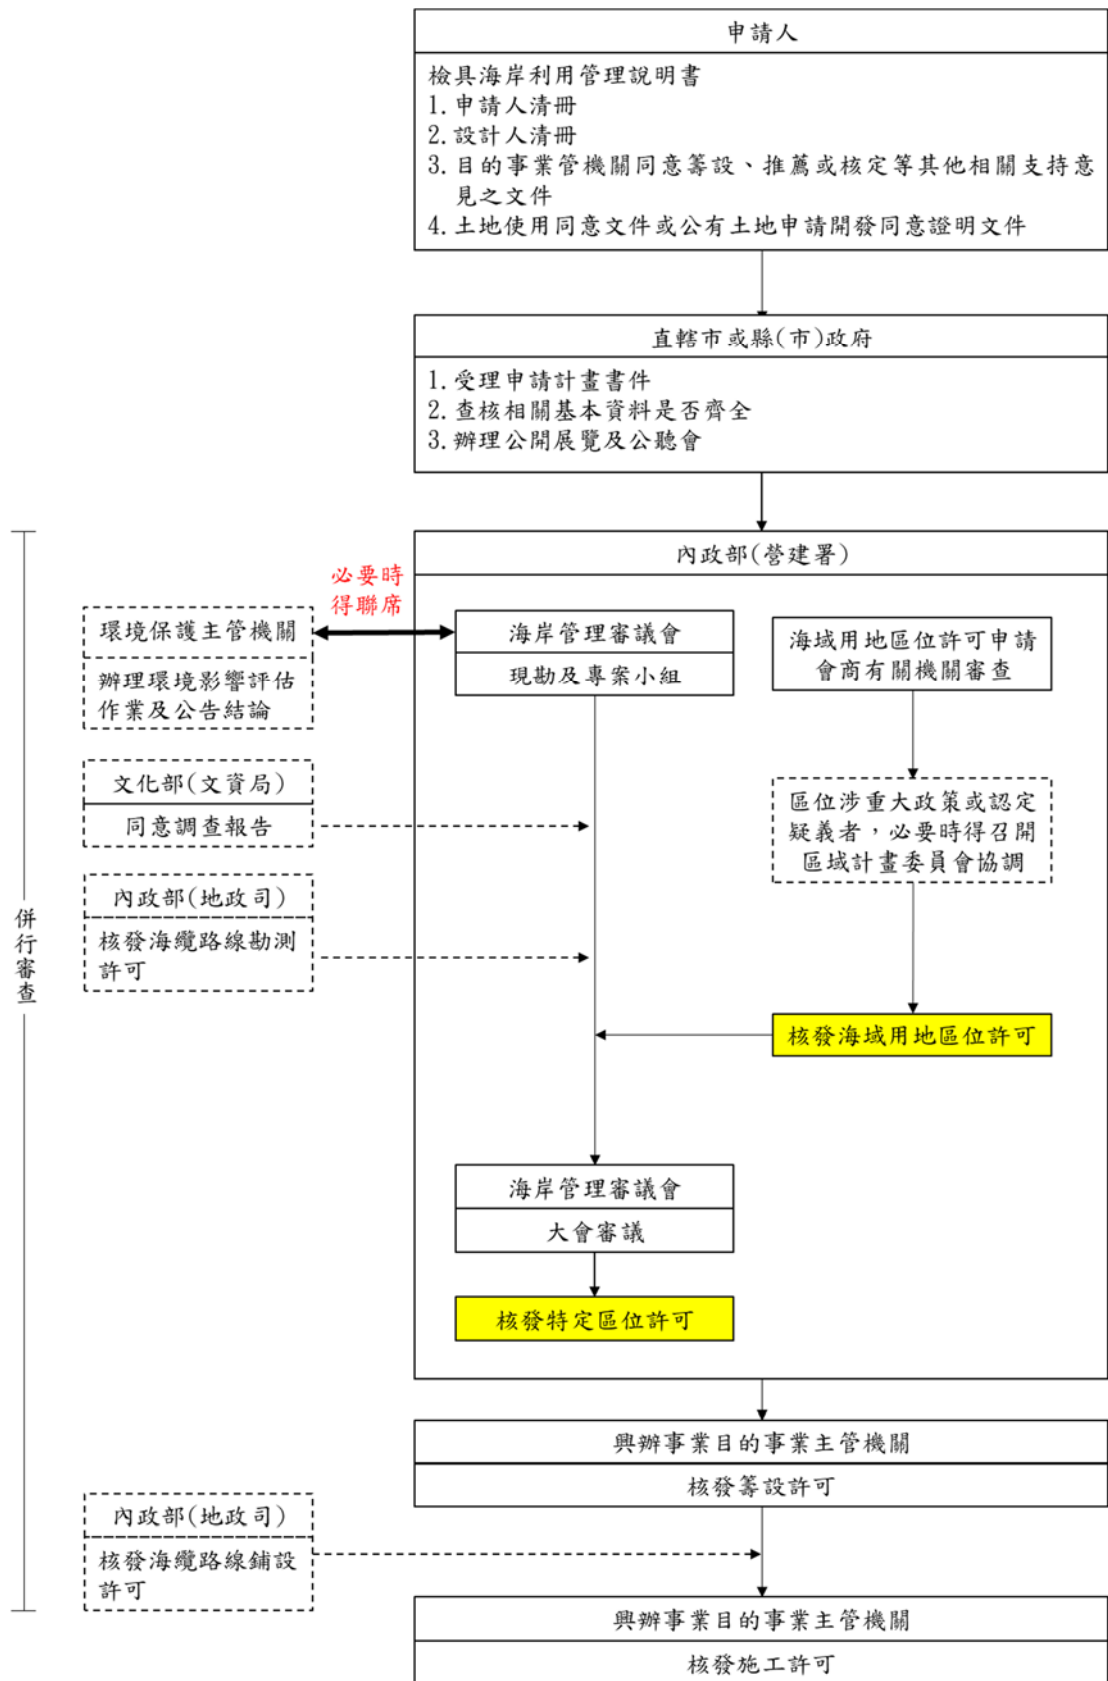 申請人
檢具海岸利用管理說明書
1.申請人清冊
2.設計人清冊
3.目的事業管機關同意籌設、推薦或核定等其他相關支持意
見之文件
4.土地使用同意文件或公有土地申請開發同意證明文件
直轄市或縣(市)政府
1.受理申請計畫書件
2.查核相關基本資料是否齊全
3.辦理公開展覽及公聽會
內政部(營建署)
必要時
得聯席
環境保護主管機關
辦理環境影響評估
作業及公告結論
海岸管理審議會
現勘及專案小組
海域用地區位許可申請
會商有關機關審查
文化部(文資局)
同意調查報告
區位涉重大政策或認定
疑義者，必要時得召開
區域計畫委員會協調
內政部(地政司)
核發海纜路線勘測
許可
併行審查
核發海域用地區位許可
海岸管理審議會
大會審議
核發特定區位許可
興辦事業目的事業主管機關
核發籌設許可
內政部(地政司)
核發海纜路線鋪設
許可
興辦事業目的事業主管機關
核發施工許可